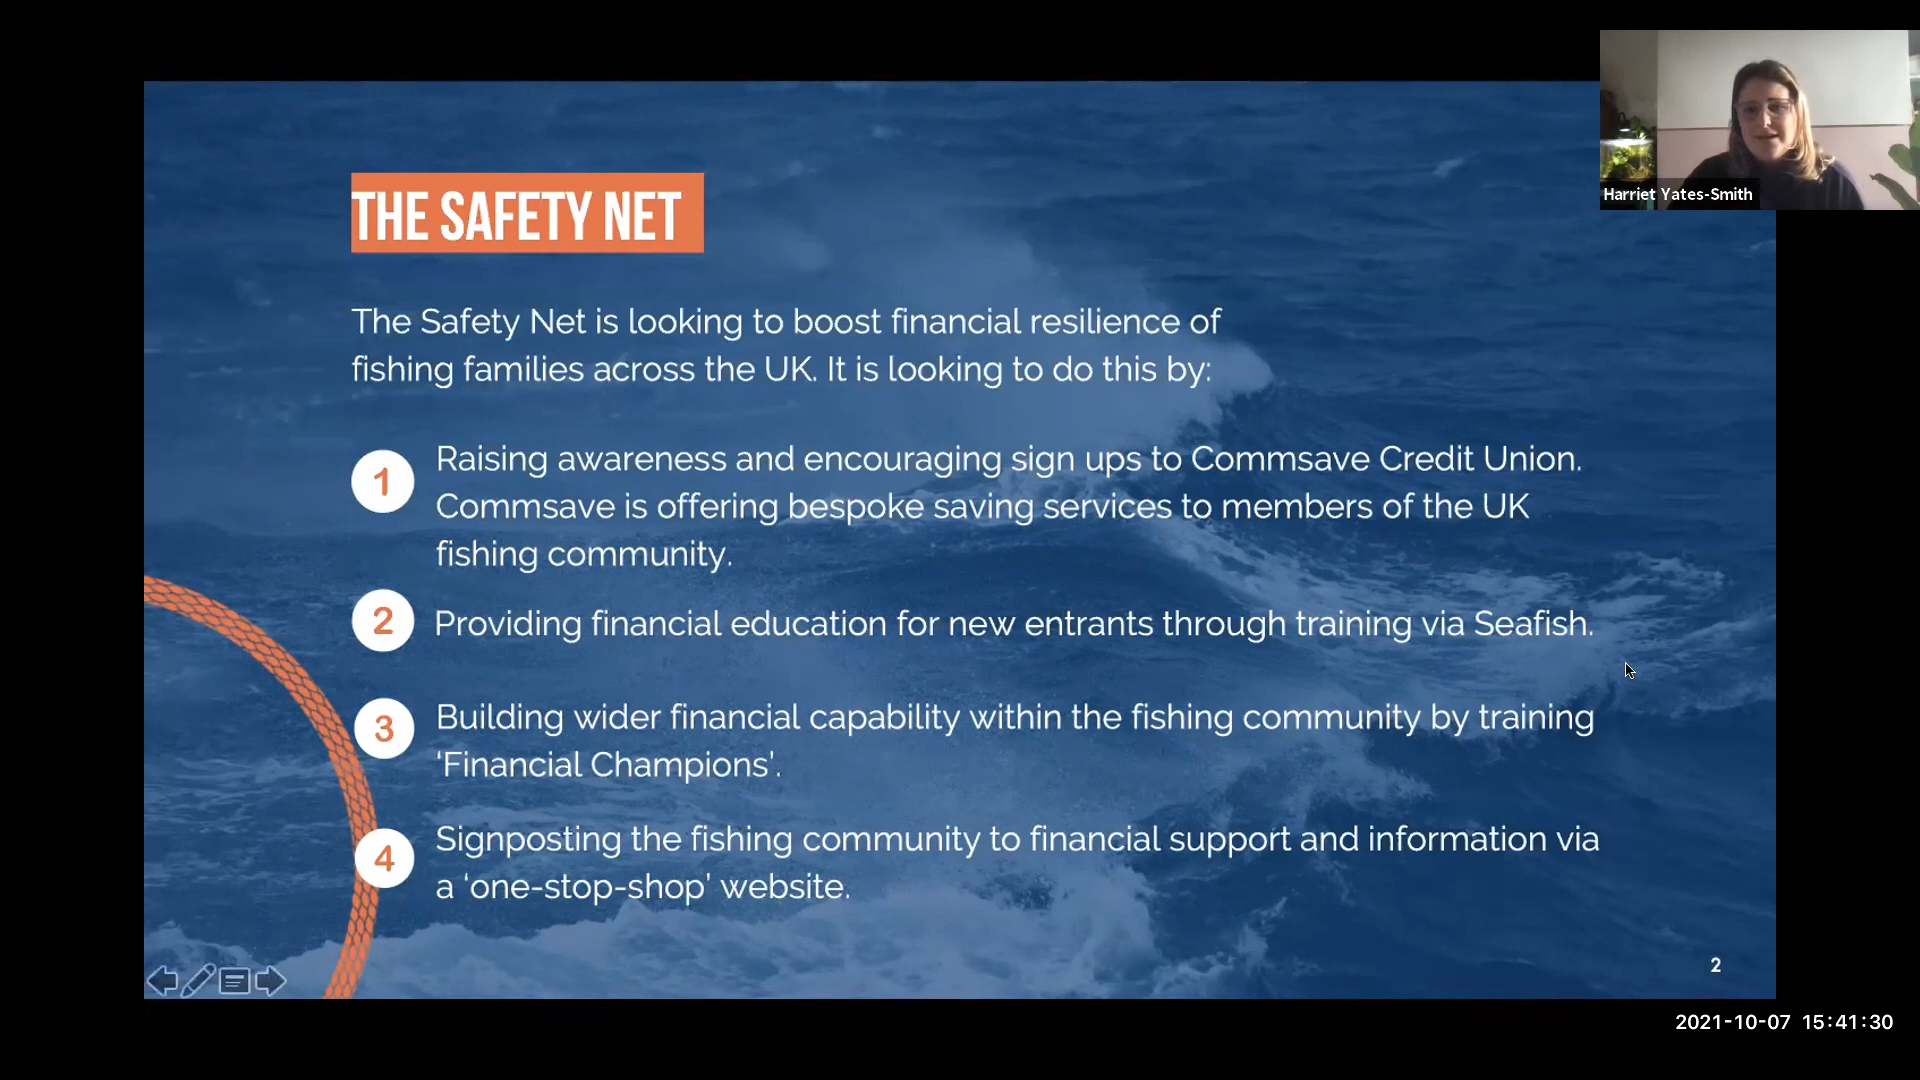 Harriet Yates-Smith
THE SAFETY NET
The Safety Net is looking to boost financial resilience of
fishing families across the UK. It is looking to do this by:
1
Raising awareness and encouraging sign ups to Commsave Credit Union.
Commsave is offering bespoke saving services to members of the UK
fishing community.
2
Providing financial education for new entrants through training via Seafish.
3
Building wider financial capability within the fishing community by training
‘Financial Champions’.
4
Signposting the fishing community to financial support and information via
a ‘one-stop-shop’ website.
2
2021-10-07 15:41:30